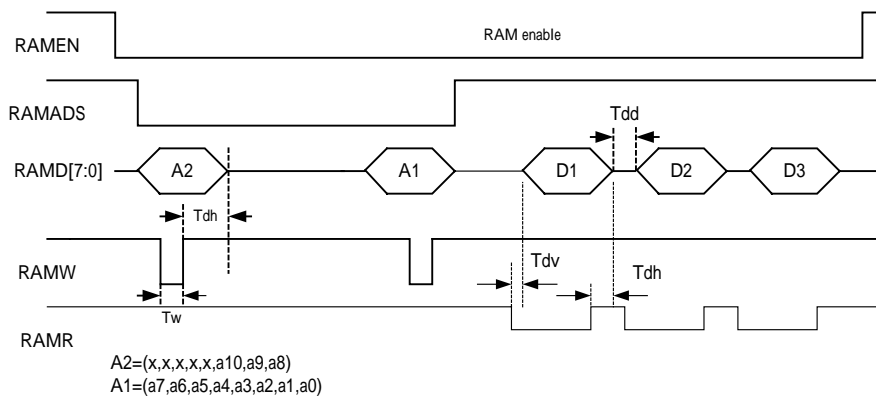 RAMEN
RAM enable
RAMADS
Tdd
RAMD[7:0]
A2
A1
D1
D2
D3
Tdh
RAMW
Tdv
Tdh
Tw
RAMR
A2=(x,x,x,x,x,a10,a9,a8)
A1=(a7,a6,a5,a4,a3,a2,a1,a0)